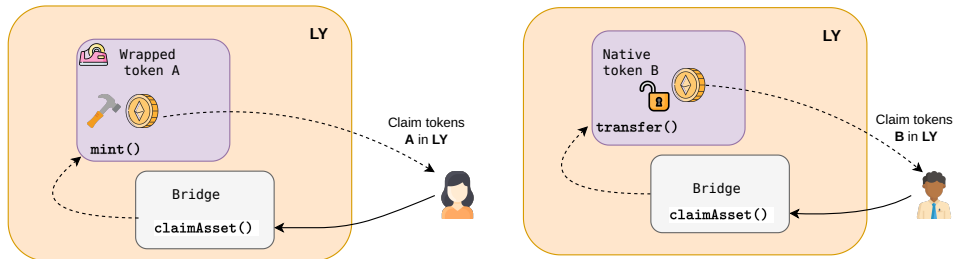 LY
Wrapped
token A
mint()
Claim tokens
A in LY
Bridge
claimAsset()
LY
Native
token B
transfer()
Claim tokens
B in LY
Bridge
claimAsset()